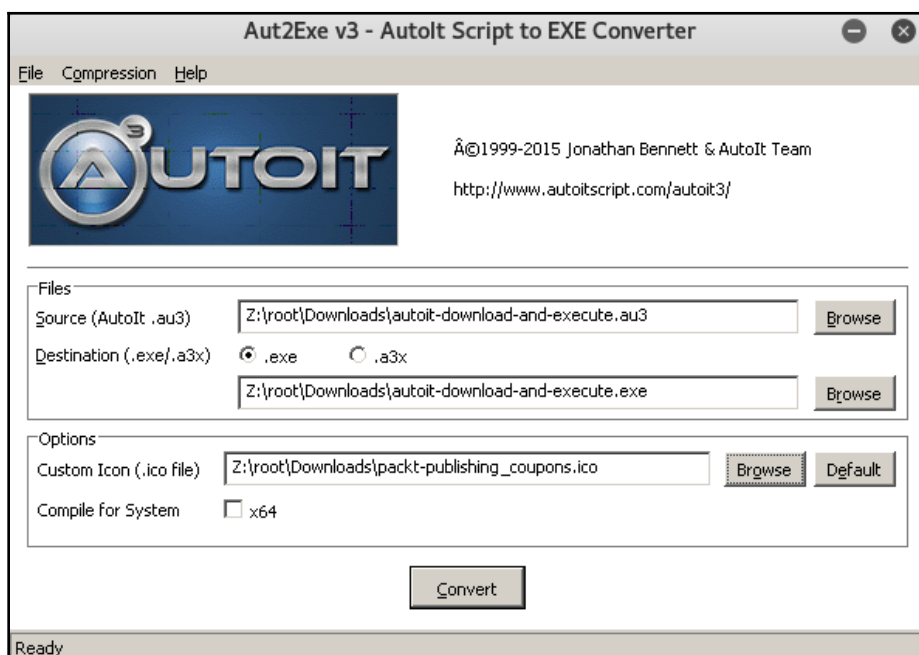 Aut2Exe v3 - AutoIt Script to EXE Converter
File Compression Help
AUTOIT 3
Â©1999-2015 Jonathan Bennett & AutoIt Team
http://www.autoitscript.com/autoit3/
Files
Source (AutoIt .au3) Z:\root\Downloads\autoit-download-and-execute.au3 Browse
Destination (.exe/.a3x) .exe .a3x
Z:\root\Downloads\autoit-download-and-execute.exe Browse
Options
Custom Icon (.ico file) Z:\root\Downloads\packt-publishing_coupons.ico Browse Default
Compile for System x64
Convert
Ready